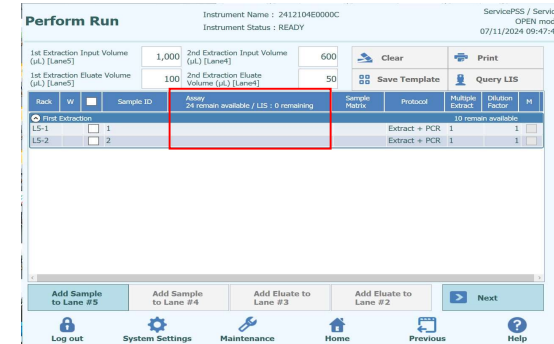 Perform Run
Instrument Name : 2412104E0000C
Instrument Status : READY
ServicePSS / Servic
OPEN mod
07/11/2024 09:47:4
1st Extraction Input Volume (µL) [Lane5]
1,000
2nd Extraction Input Volume (µL) [Lane4]
600
Clear
Print
1st Extraction Eluate Volume (µL) [Lane5]
100
2nd Extraction Eluate Volume (µL) [Lane4]
50
Save Template
Query LIS
Rack W Sample ID Assay 24 remain available / LIS : 0 remaining Sample Matrix Protocol Multiple Extract Dilution Factor M
First Extraction 10 remain available
L5-1 1 Extract + PCR 1 1
L5-2 2 Extract + PCR 1 1
Add Sample to Lane #5
Add Sample to Lane #4
Add Eluate to Lane #3
Add Eluate to Lane #2
Next
Log out System Settings Maintenance Home Previous Help